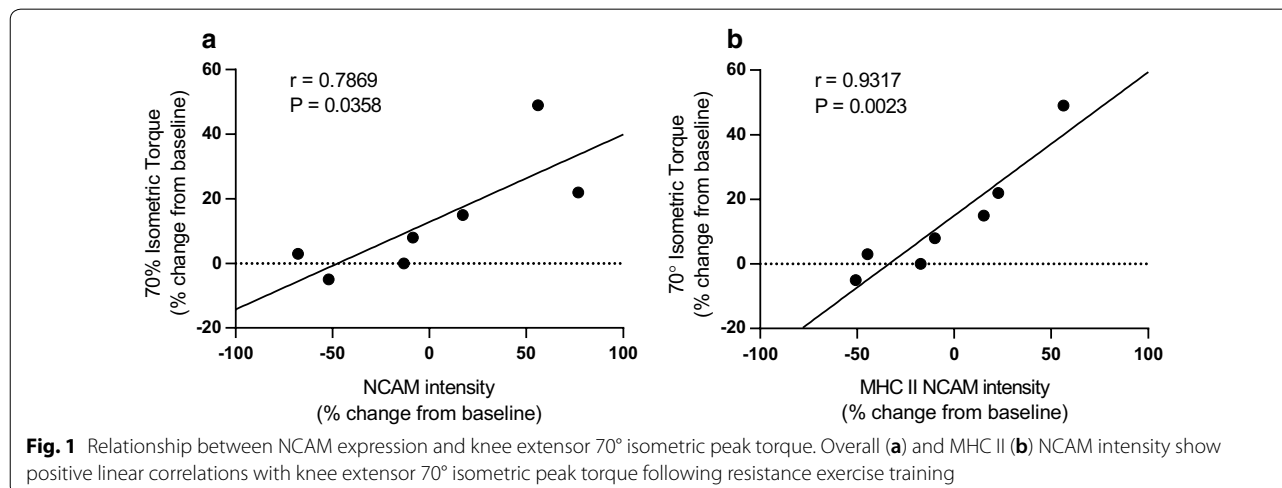 a
r = 0.7869
P = 0.0358
70% Isometric Torque
(% change from baseline)
60
40
20
0
-20
-100
-50
0
50
100
NCAM intensity
(% change from baseline)
b
r = 0.9317
P = 0.0023
70° Isometric Torque
(% change from baseline)
60
40
20
0
-20
-100
-50
0
50
100
MHC II NCAM intensity
(% change from baseline)
Fig. 1 Relationship between NCAM expression and knee extensor 70° isometric peak torque. Overall (a) and MHC II (b) NCAM intensity show
positive linear correlations with knee extensor 70° isometric peak torque following resistance exercise training